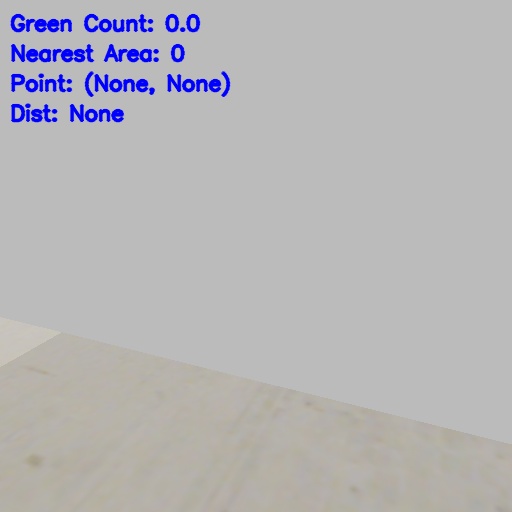 Green Count: 0.0
Nearest Area: 0
Point: (None, None)
Dist: None